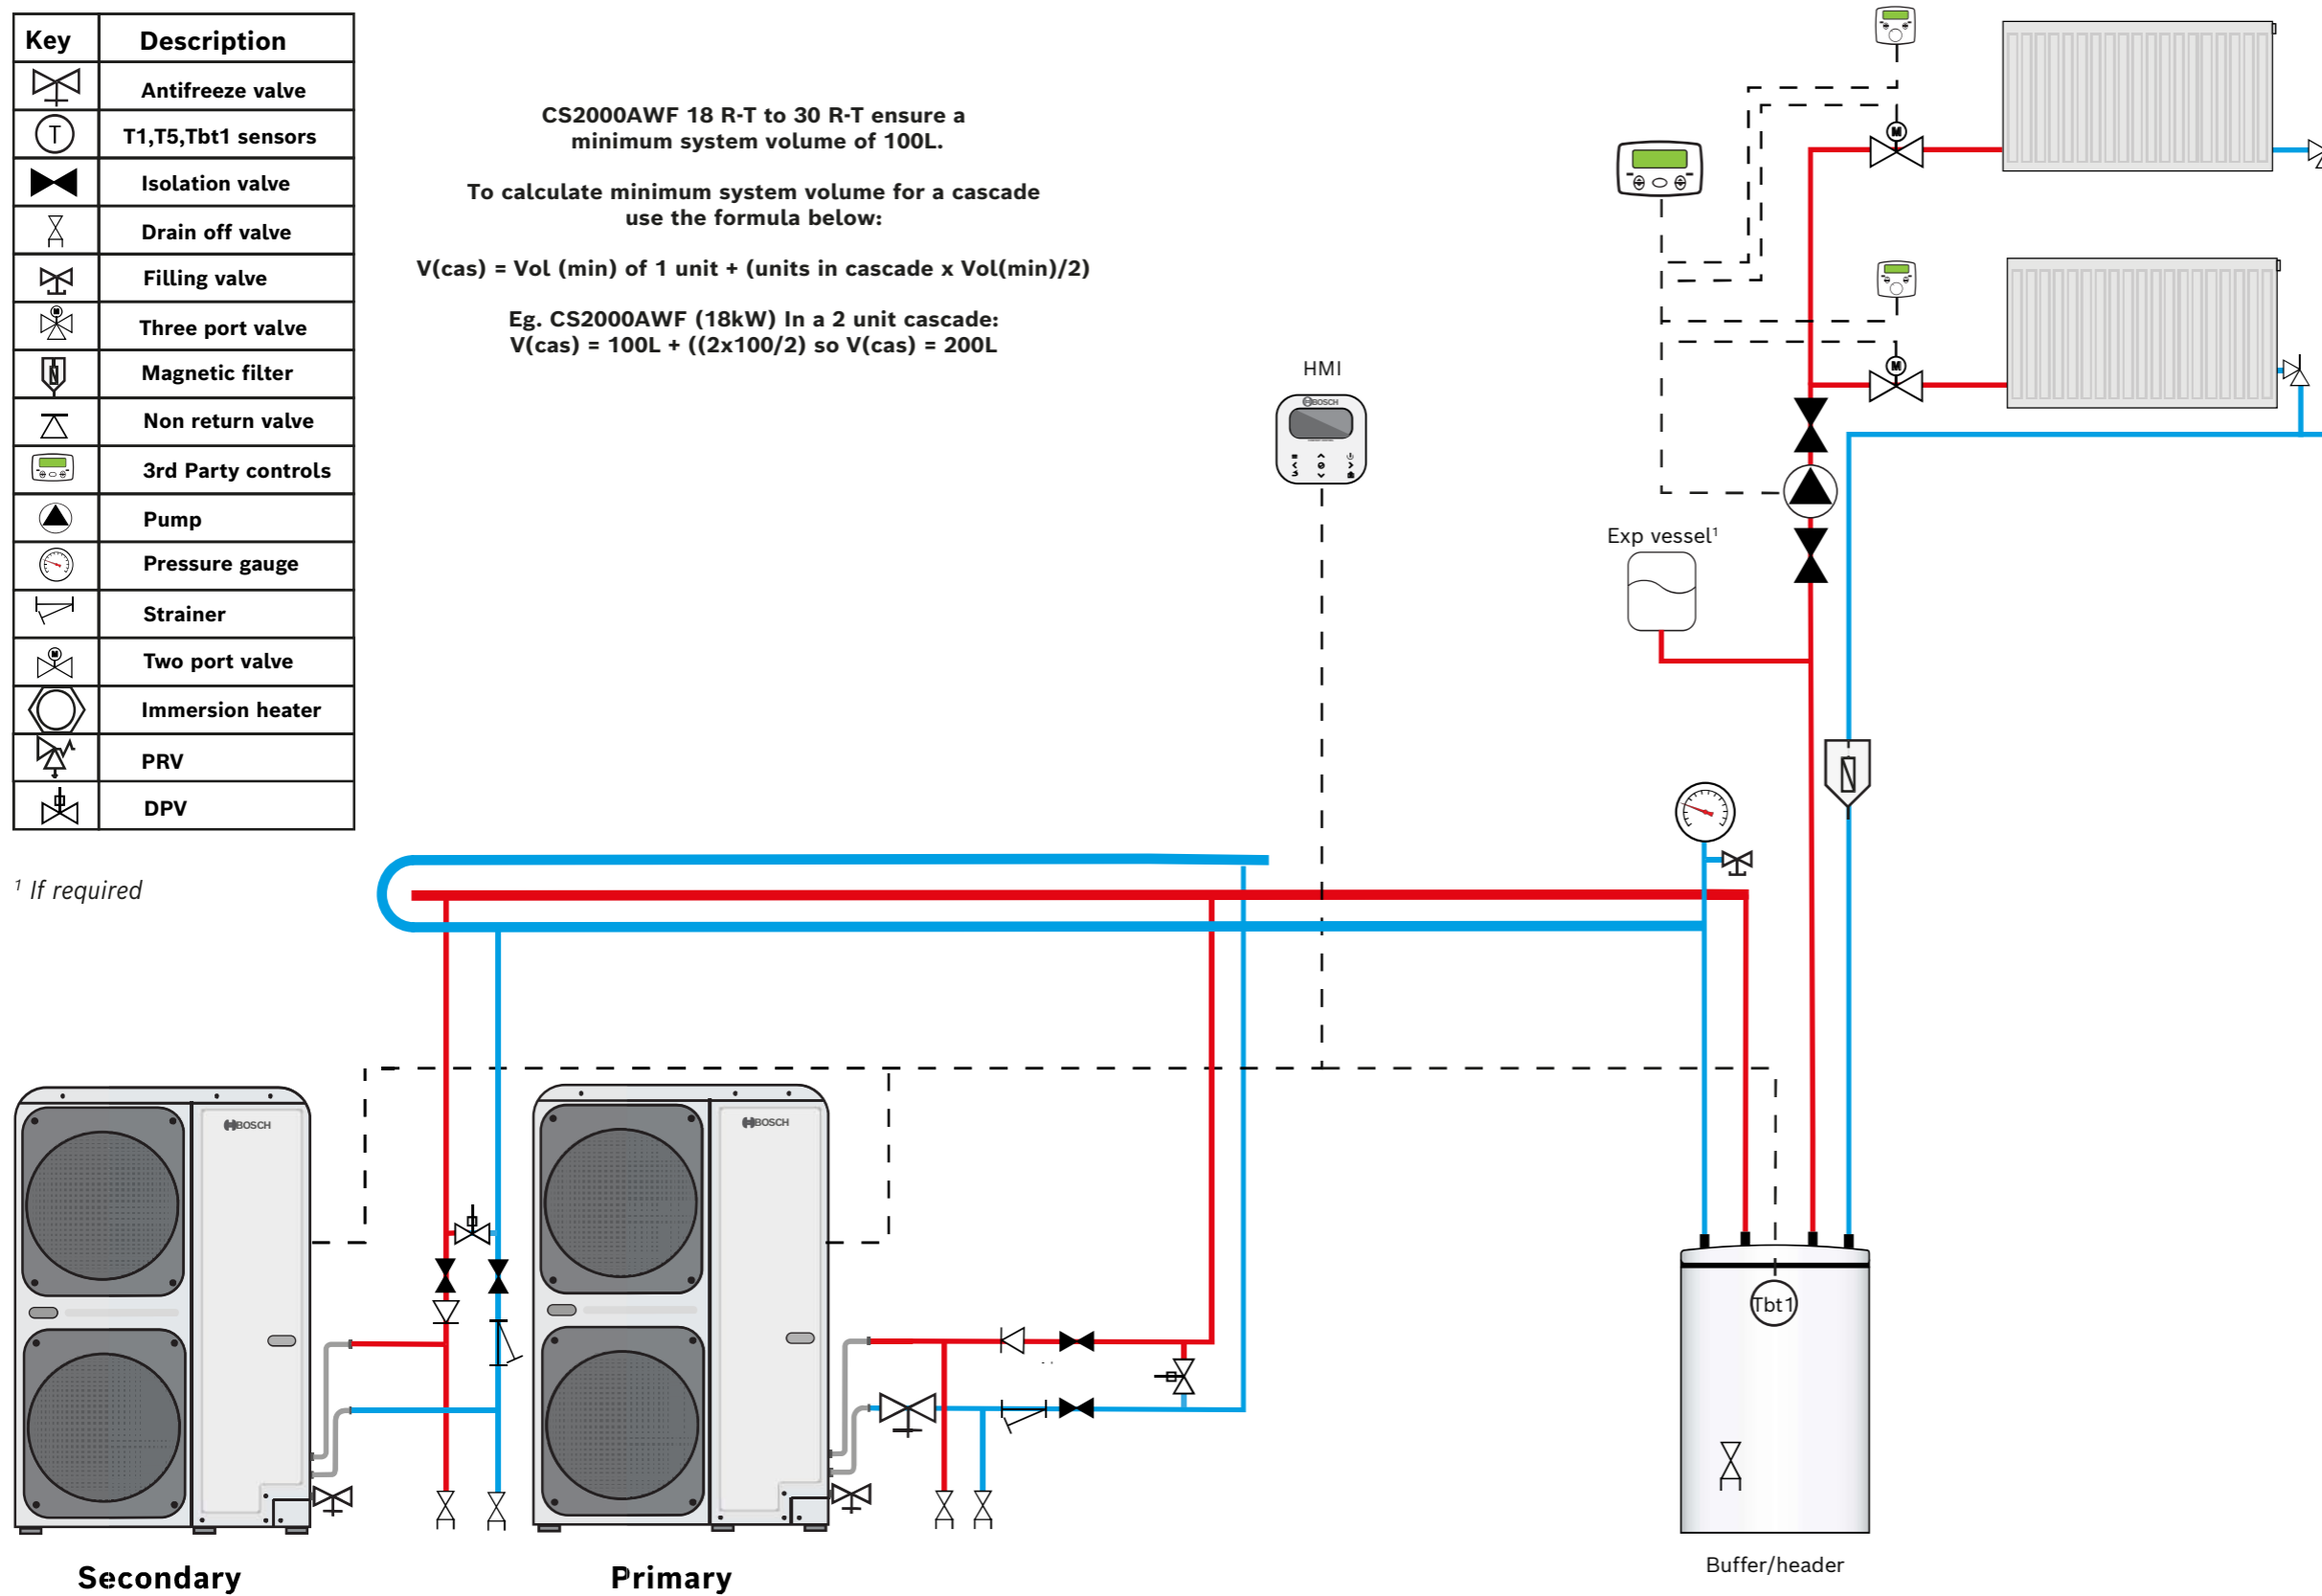 Key Description
Antifreeze valve
T T1,T5,Tbt1 sensors
Isolation valve
Drain off valve
Filling valve
M Three port valve
Magnetic filter
Non return valve
3rd Party controls
Pump
Pressure gauge
Strainer
M Two port valve
Immersion heater
PRV
DPV
¹ If required
CS2000AWF 18 R-T to 30 R-T ensure a
minimum system volume of 100L.
To calculate minimum system volume for a cascade
use the formula below:
V(cas) = Vol (min) of 1 unit + (units in cascade x Vol(min)/2)
Eg. CS2000AWF (18kW) In a 2 unit cascade:
V(cas) = 100L + ((2x100/2) so V(cas) = 200L
HMI
BOSCH
M
M
Exp vessel¹
BOSCH
BOSCH
Tbt1
Secondary
Primary
Buffer/header